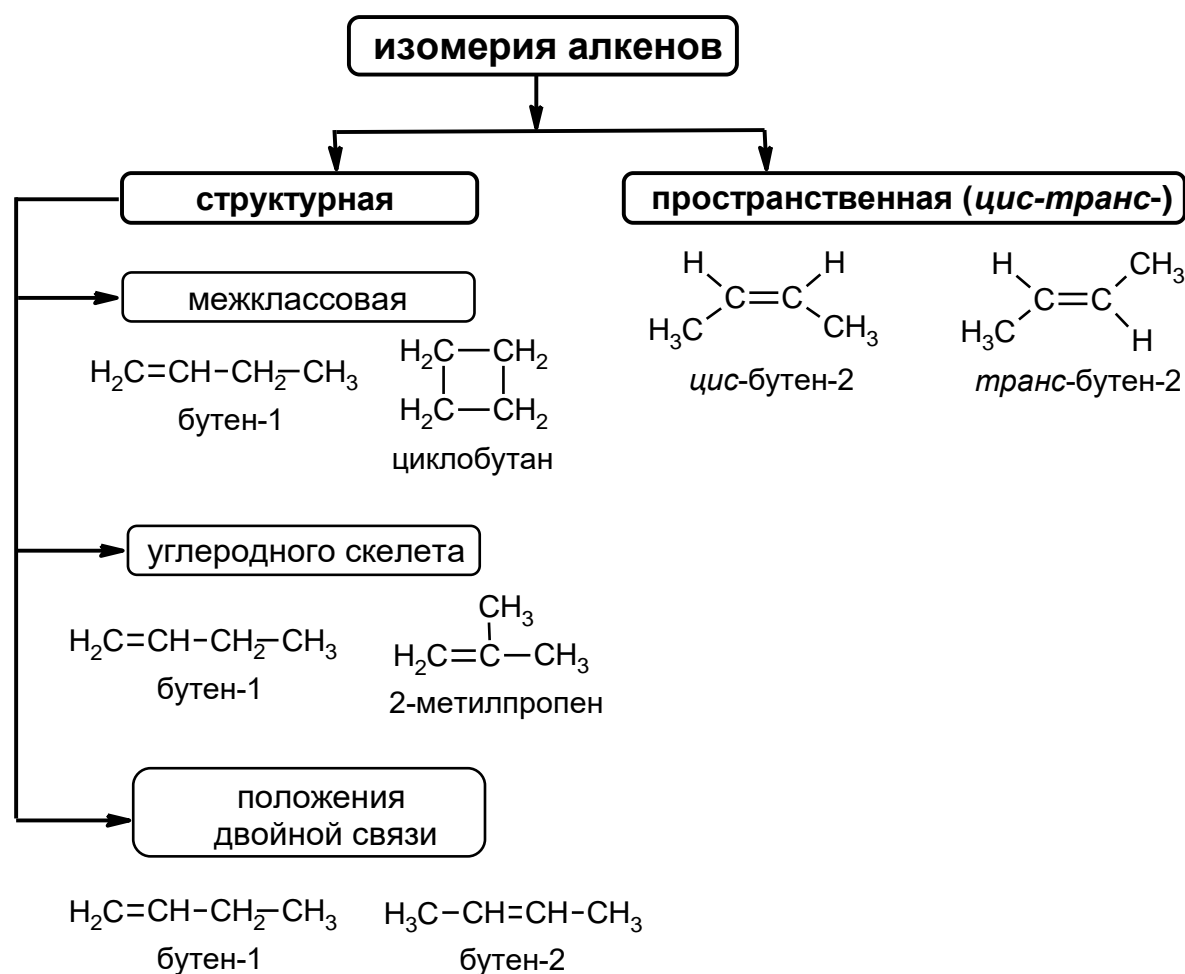 изомерия алкенов
структурная
пространственная (цис-транс-)
межклассовая
H₂C=CH–CH₂–CH₃
бутен-1
H₂C—CH₂
H₂C—CH₂
циклобутан
H H
C=C
H₃C CH₃
цис-бутен-2
H CH₃
C=C
H₃C H
транс-бутен-2
углеродного скелета
H₂C=CH–CH₂–CH₃
бутен-1
CH₃
H₂C=C—CH₃
2-метилпропен
положения
двойной связи
H₂C=CH–CH₂–CH₃
бутен-1
H₃C–CH=CH–CH₃
бутен-2